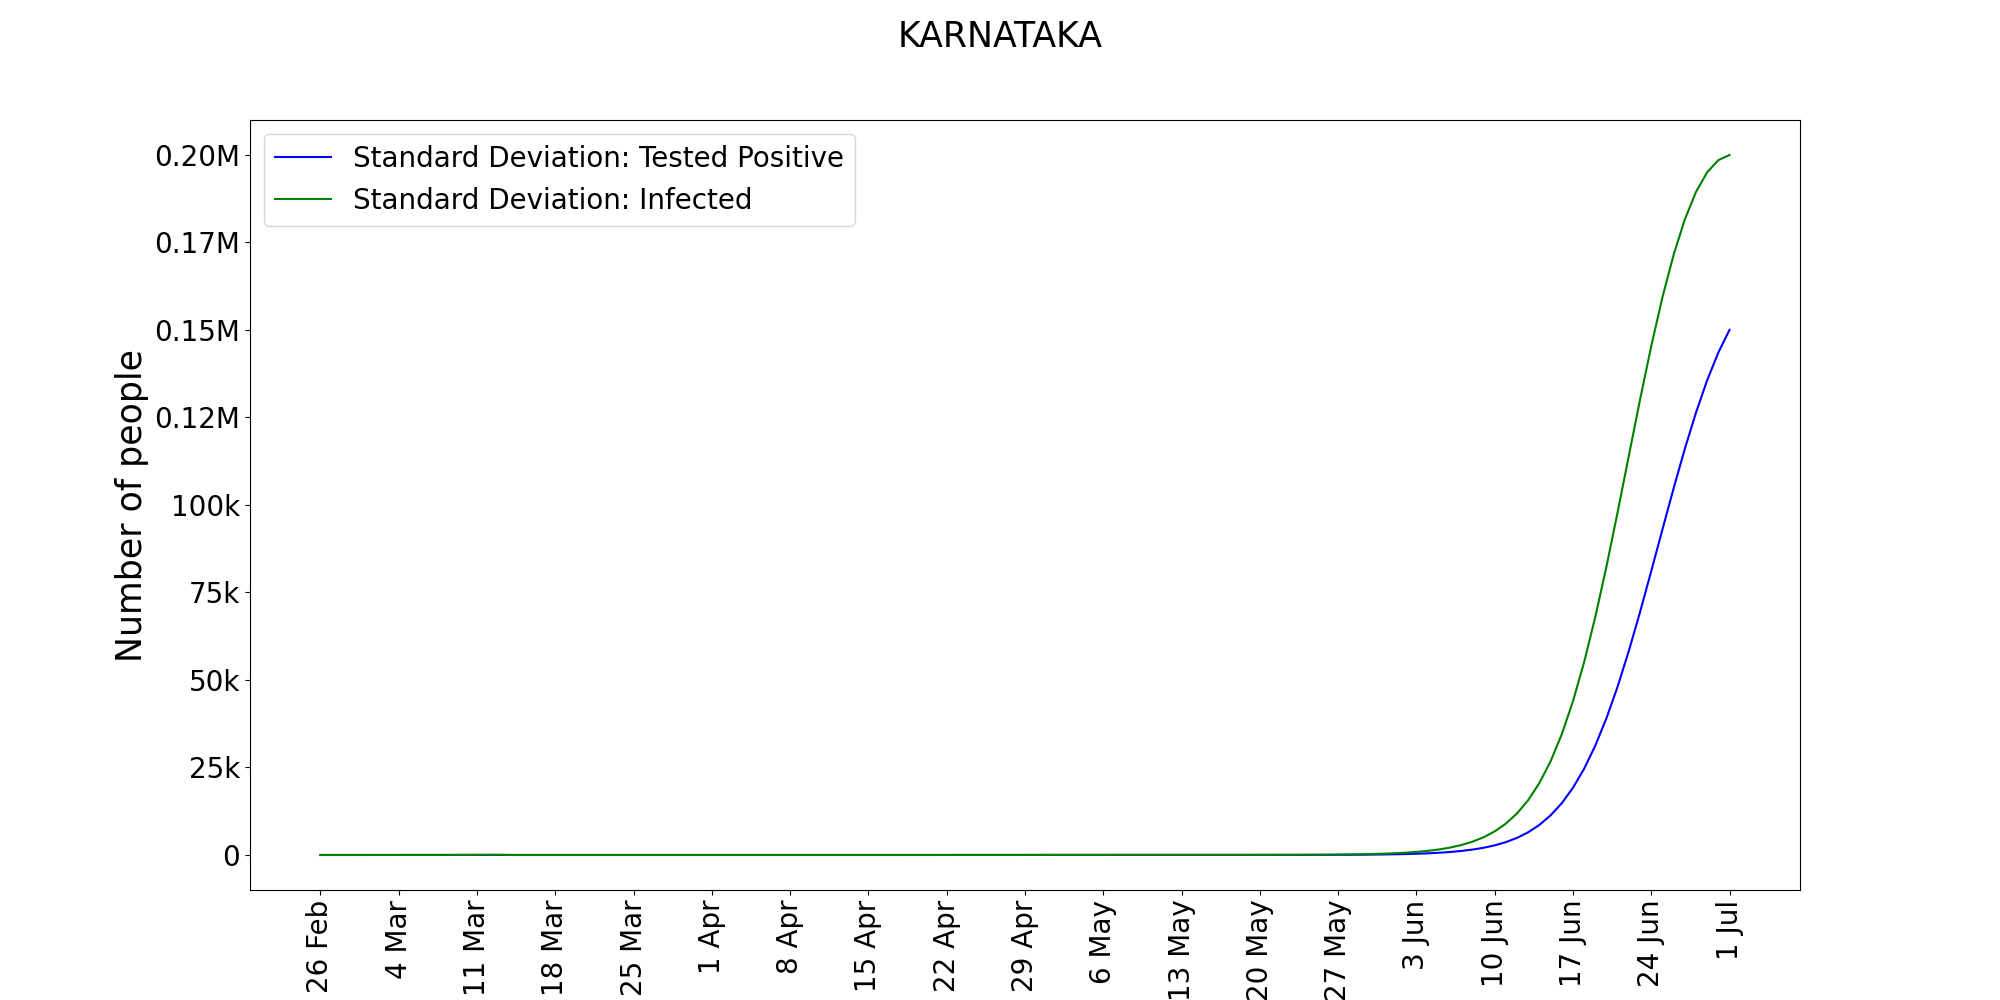 KARNATAKA
Standard Deviation: Tested Positive
Standard Deviation: Infected
0.20M
0.17M
0.15M
0.12M
100k
75k
50k
25k
0
Number of people
26 Feb
4 Mar
11 Mar
18 Mar
25 Mar
1 Apr
8 Apr
15 Apr
22 Apr
29 Apr
6 May
13 May
20 May
27 May
3 Jun
10 Jun
17 Jun
24 Jun
1 Jul